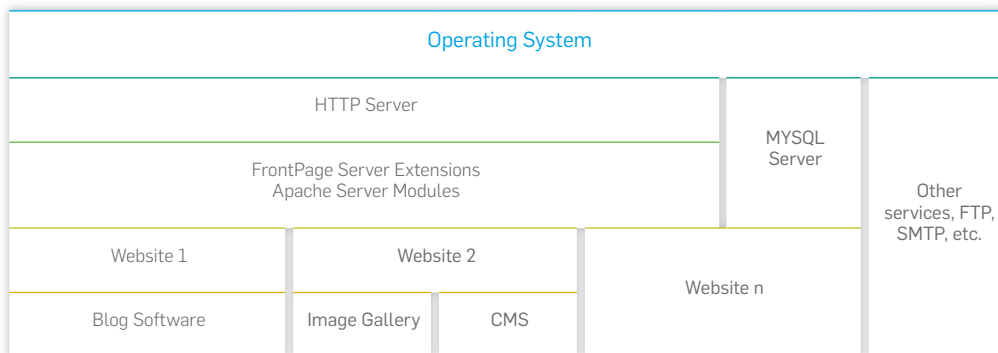 Operating System
HTTP Server
MYSQL
Server
FrontPage Server Extensions
Apache Server Modules
Other
services, FTP,
SMTP, etc.
Website 1
Website 2
Website n
Blog Software
Image Gallery
CMS